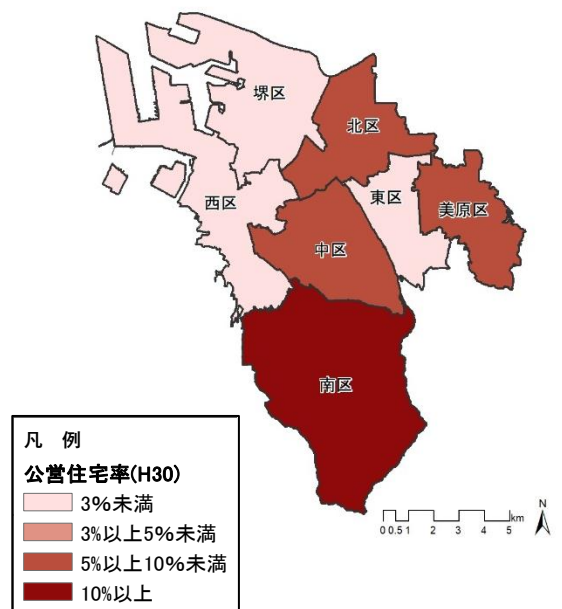 堺区
北区
西区
東区
美原区
中区
南区
凡 例
公営住宅率(H30)
3%未満
3%以上5%未満
5%以上10%未満
10%以上
N
km
0 0.5 1 2 3 4 5